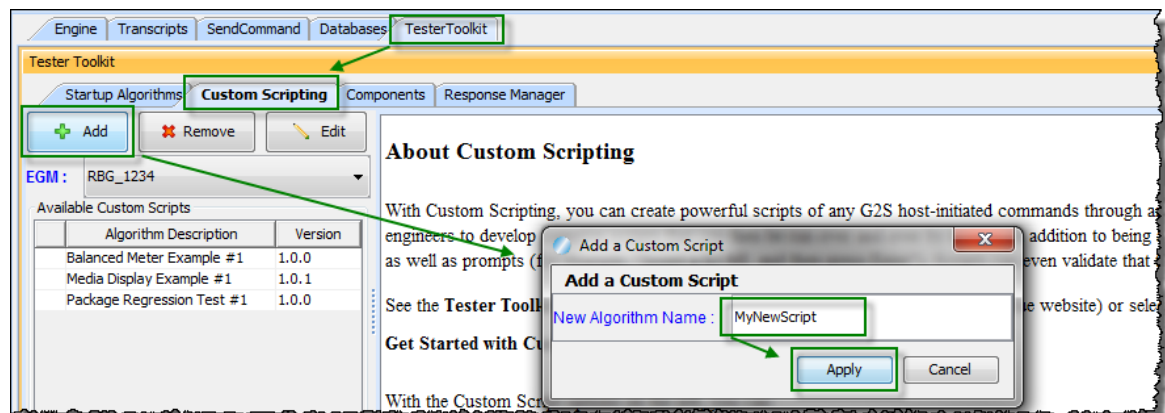 Engine Transcripts SendCommand Databases TesterToolkit
Tester Toolkit
Startup Algorithms Custom Scripting Components Response Manager
Add Remove Edit
EGM : RBG_1234
Available Custom Scripts
Algorithm Description Version
Balanced Meter Example #1 1.0.0
Media Display Example #1 1.0.1
Package Regression Test #1 1.0.0
About Custom Scripting
With Custom Scripting, you can create powerful scripts of any G2S host-initiated commands through
engineers to develop addition to being
as well as prompts even validate that
See the Tester website) or
Get Started with
With the Custom
Add a Custom Script
Add a Custom Script
New Algorithm Name : MyNewScript
Apply Cancel